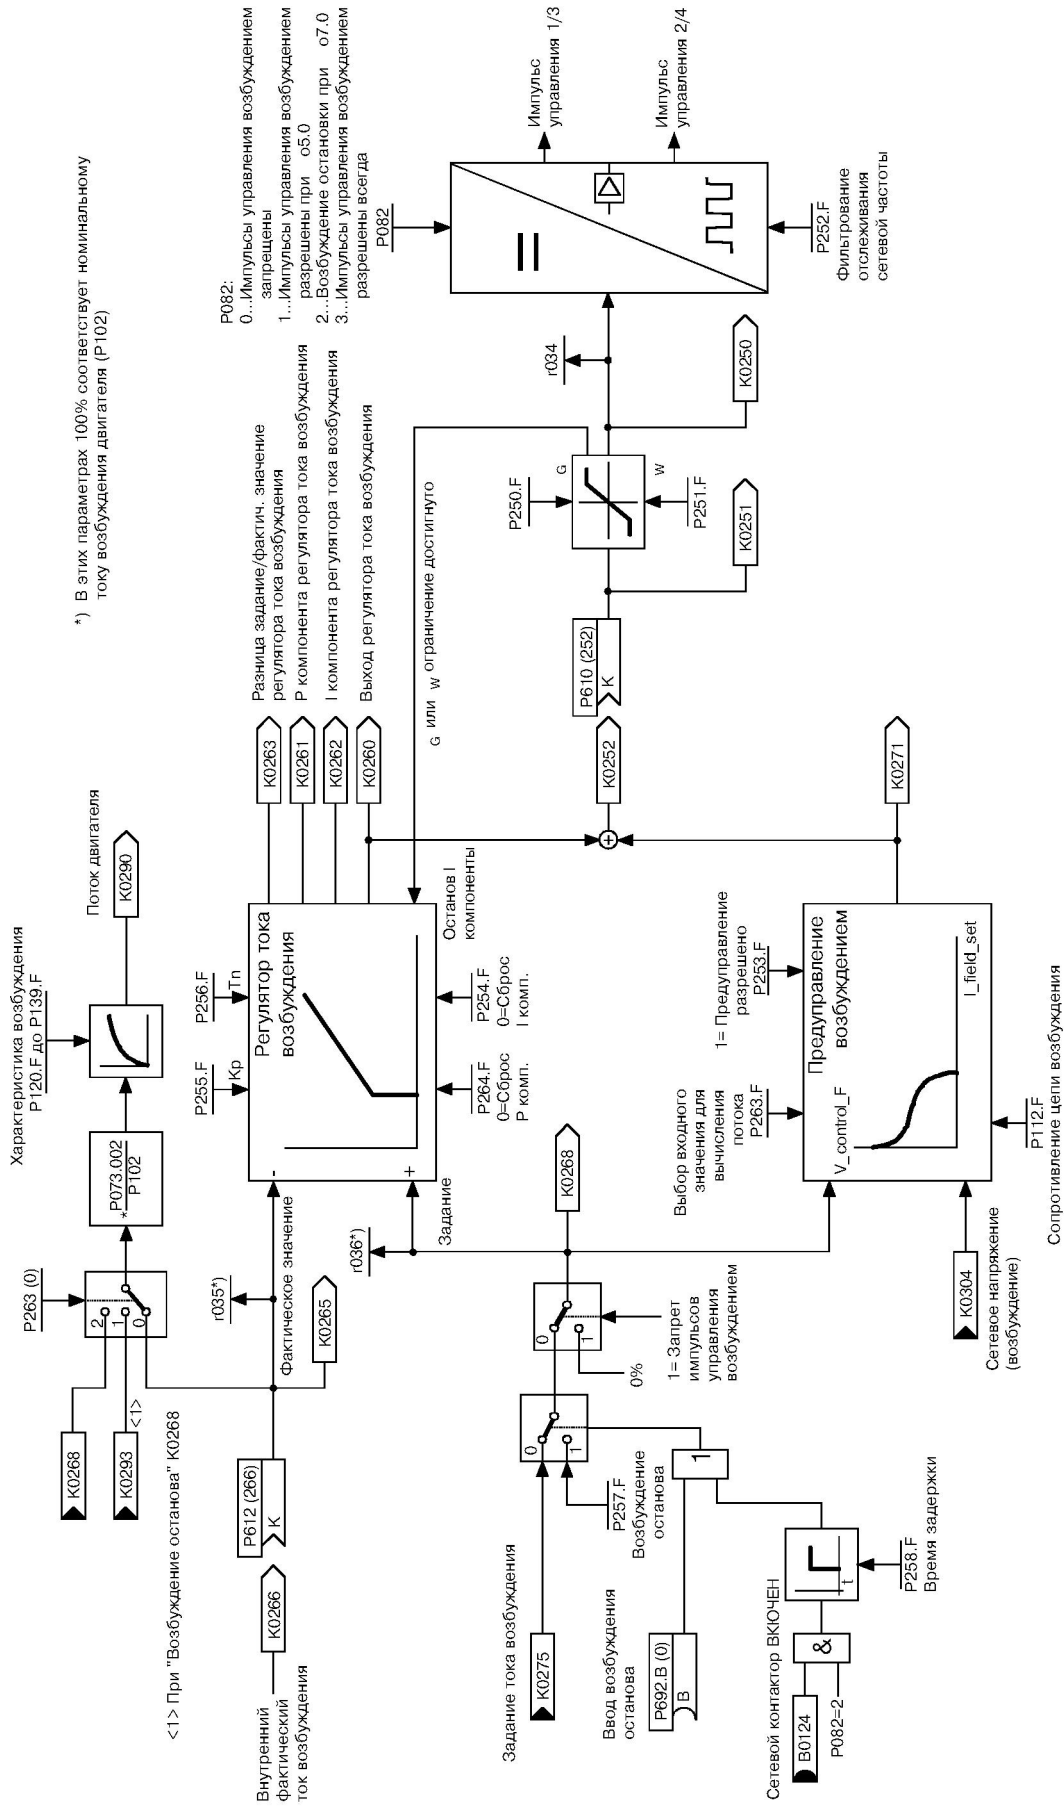 *) В этих параметрах 100% соответствует номинальному
току возбуждения двигателя (P102)
P082:
0...Импульсы управления возбуждением
запрещены
1...Импульсы управления возбуждением
разрешены при o5.0
2...Возбуждение остановки при o7.0
3...Импульсы управления возбуждением
разрешены всегда
Характеристика возбуждения
P120.F до P139.F
Поток двигателя
K0290
P263 (0)
2
1
0
* P073.002
P102
K0268
K0293
<1>
<1> При "Возбуждение останова" K0268
Внутренний
фактический
ток возбуждения
K0266
P612 (266)
K
K0265
Фактическое значение
r035*)
r036*)
Задание
-
+
P255.F
Kp
P256.F
Tn
Регулятор тока
возбуждения
P264.F
0=Сброс
P комп.
P254.F
0=Сброс
I комп.
Останов I
компоненты
K0263
Разница задание/фактич. значение
регулятора тока возбуждения
K0261
P компонента регулятора тока возбуждения
K0262
I компонента регулятора тока возбуждения
K0260
Выход регулятора тока возбуждения
G или W ограничение достигнуто
+
K0252
P610 (252)
K
K0251
P250.F
G
W
P251.F
K0250
r034
P082
=
P252.F
Фильтрование
отслеживания
сетевой частоты
Импульс
управления 1/3
Импульс
управления 2/4
Задание тока возбуждения
K0275
0
1
P257.F
Возбуждение
останова
0
1
0%
1= Запрет
импульсов
управления
возбуждением
K0268
Ввод возбуждения
останова
P692.B (0)
B
1
Сетевой контактор ВКЛЮЧЕН
B0124
P082=2
&
t
P258.F
Время задержки
Выбор входного
значения для
вычисления
потока
P263.F
1= Предуправление
разрешено
P253.F
Предуправление
возбуждением
V_control_F
I_field_set
K0271
K0304
Сетевое напряжение
(возбуждение)
P112.F
Сопротивление цепи возбуждения